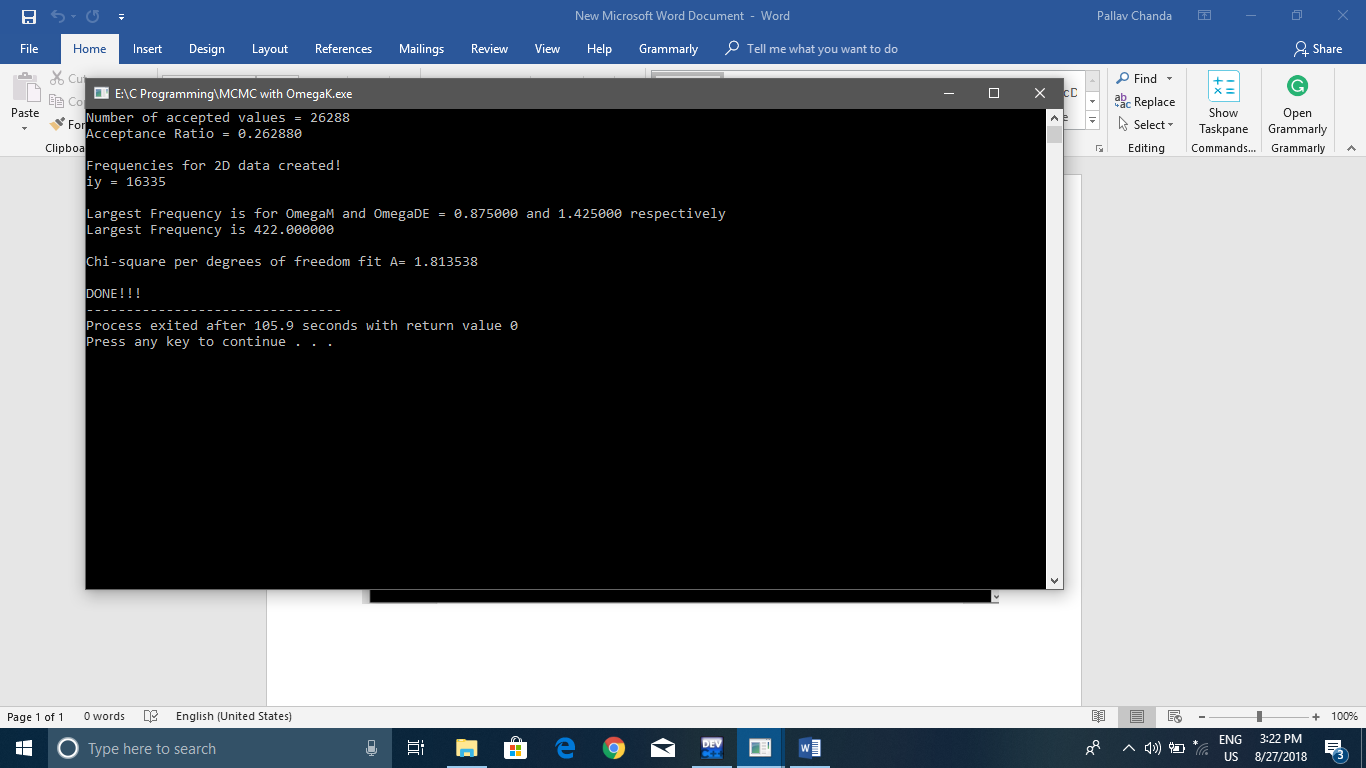 New Microsoft Word Document - Word
Pallav Chanda
File Home Insert Design Layout References Mailings Review View Help Grammarly Tell me what you want to do Share
Paste
Cu
Co
For
Clipboa
Find
Replace
Select
Editing
Show Taskpane
Commands...
Open Grammarly
Grammarly
E:\C Programming\MCMC with OmegaK.exe
Number of accepted values = 26288
Acceptance Ratio = 0.262880
Frequencies for 2D data created!
iy = 16335
Largest Frequency is for OmegaM and OmegaDE = 0.875000 and 1.425000 respectively
Largest Frequency is 422.000000
Chi-square per degrees of freedom fit A= 1.813538
DONE!!!
--------------------------------
Process exited after 105.9 seconds with return value 0
Press any key to continue . . .
Page 1 of 1 0 words English (United States) 100%
Type here to search
DEV
ENG
US
3:22 PM
8/27/2018
3